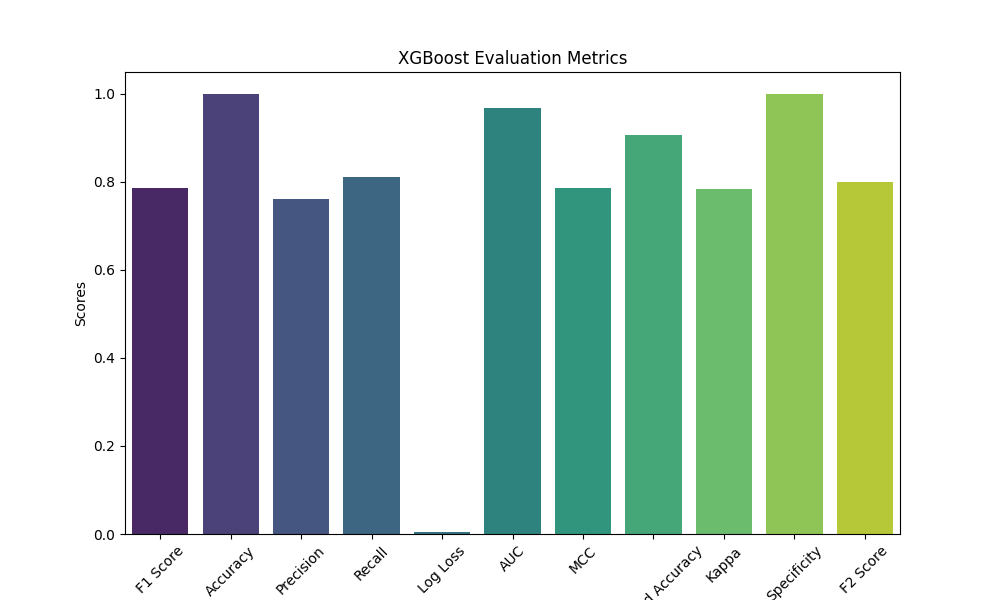 XGBoost Evaluation Metrics
Scores
1.0
0.8
0.6
0.4
0.2
0.0
F1 Score
Accuracy
Precision
Recall
Log Loss
AUC
MCC
d Accuracy
Kappa
Specificity
F2 Score